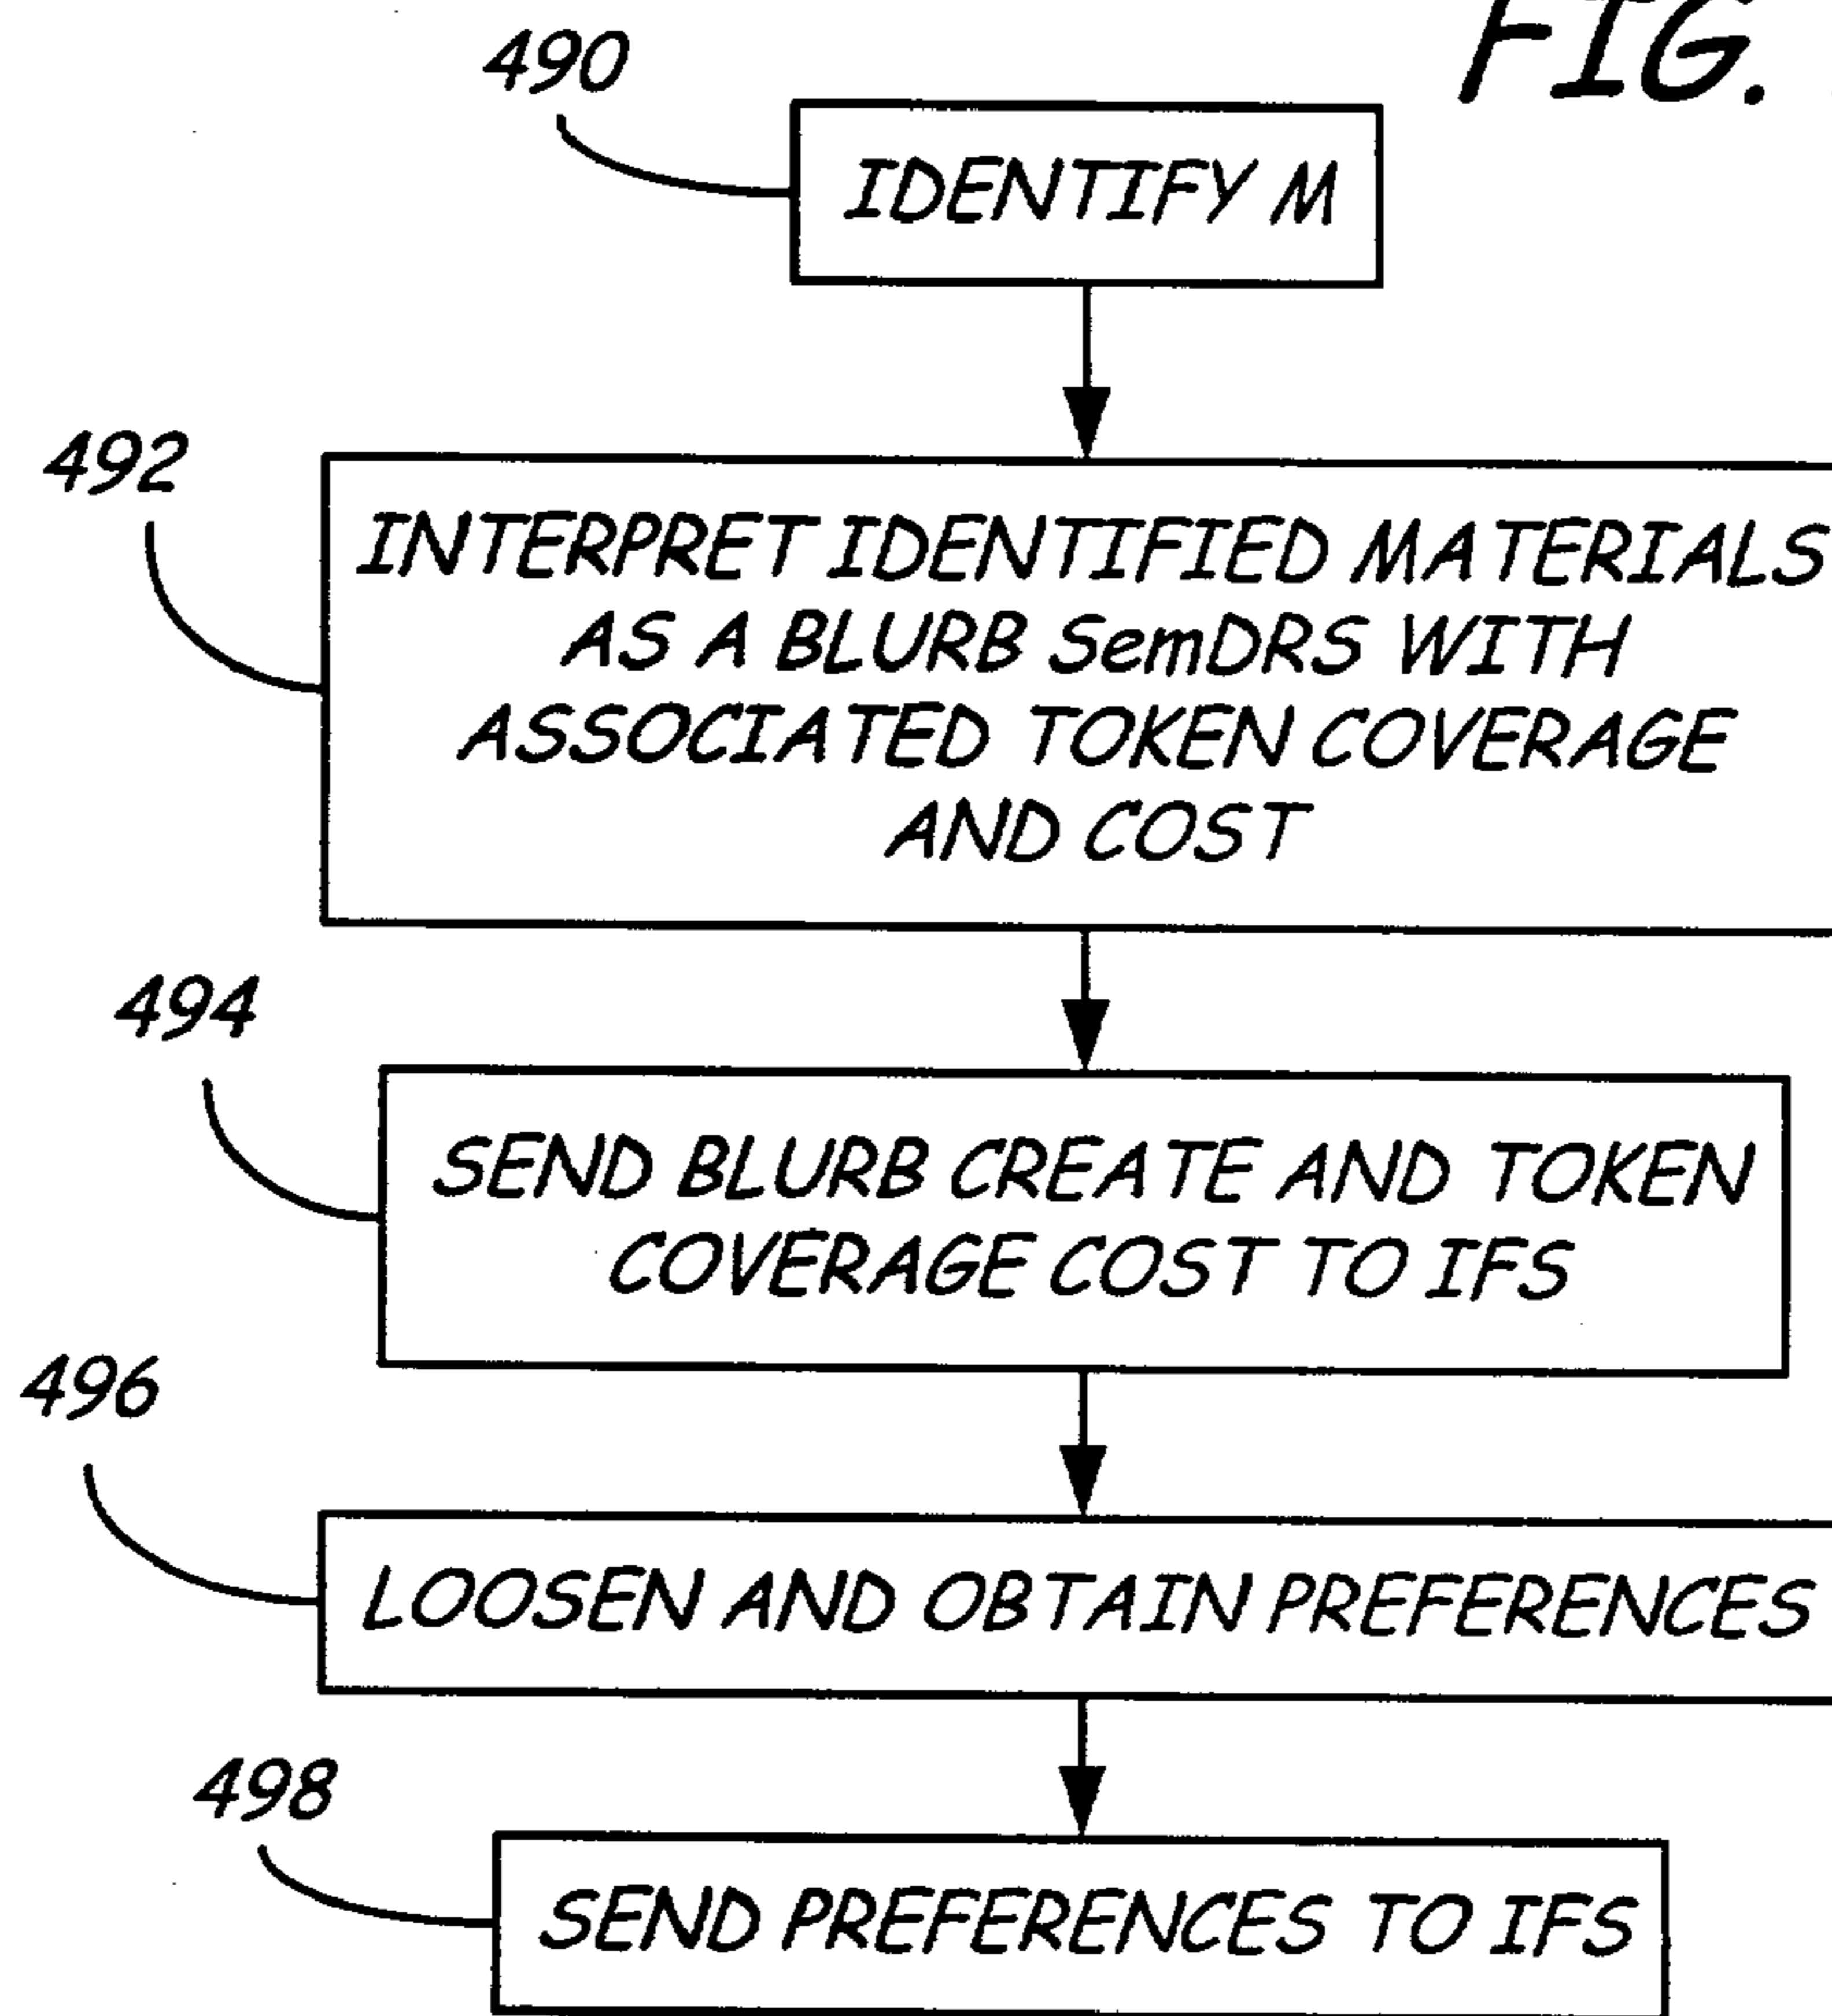 FIG.
490
IDENTIFY M
492
INTERPRET IDENTIFIED MATERIALS
AS A BLURB SemDRS WITH
ASSOCIATED TOKEN COVERAGE
AND COST
494
SEND BLURB CREATE AND TOKEN
COVERAGE COST TO IFS
496
LOOSEN AND OBTAIN PREFERENCES
498
SEND PREFERENCES TO IFS